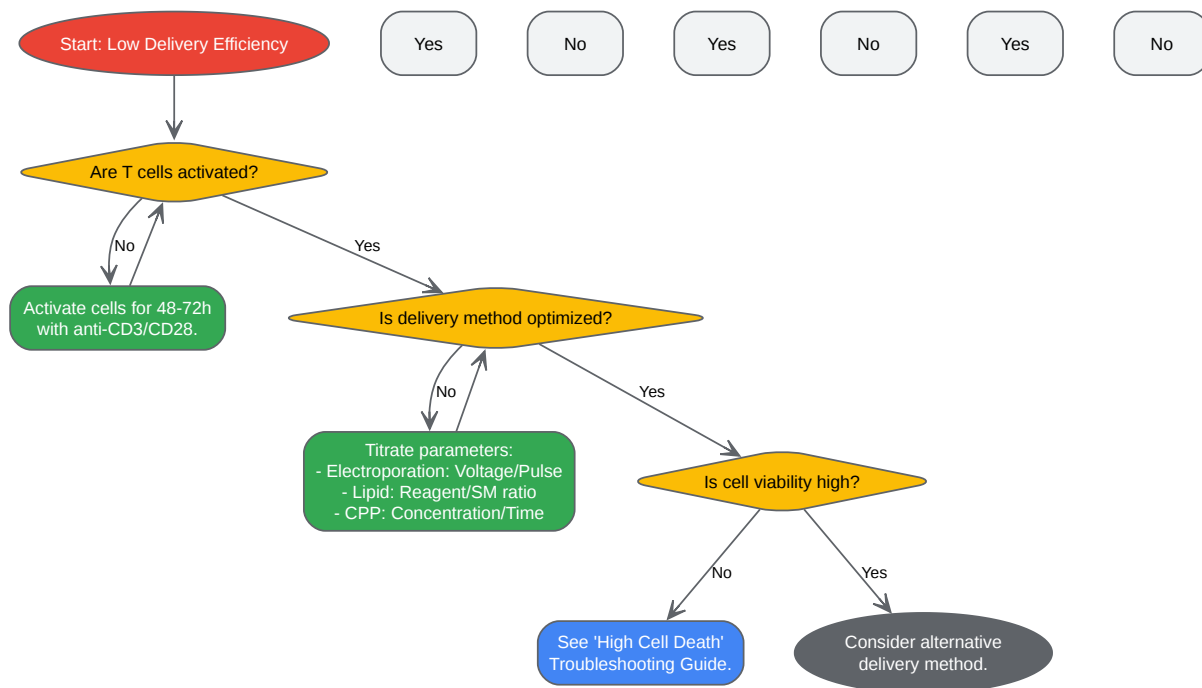 Start: Low Delivery Efficiency
Yes
No
Yes
No
Yes
No
Are T cells activated?
No
Yes
Activate cells for 48-72h
with anti-CD3/CD28.
Is delivery method optimized?
No
Yes
Titrate parameters:
- Electroporation: Voltage/Pulse
- Lipid: Reagent/SM ratio
- CPP: Concentration/Time
Is cell viability high?
No
Yes
See 'High Cell Death'
Troubleshooting Guide.
Consider alternative
delivery method.